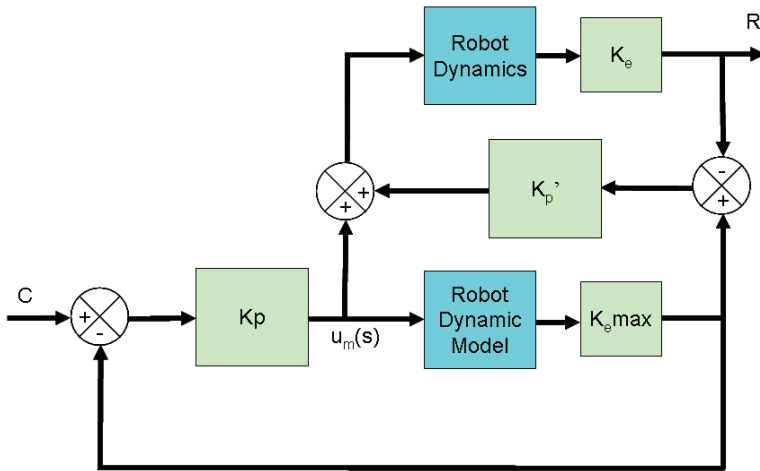 R
Robot
Dynamics
Kₑ
-
+
Kₚ’
+
+
C
+
-
Kp
uₘ(s)
Robot
Dynamic
Model
Kₑmax